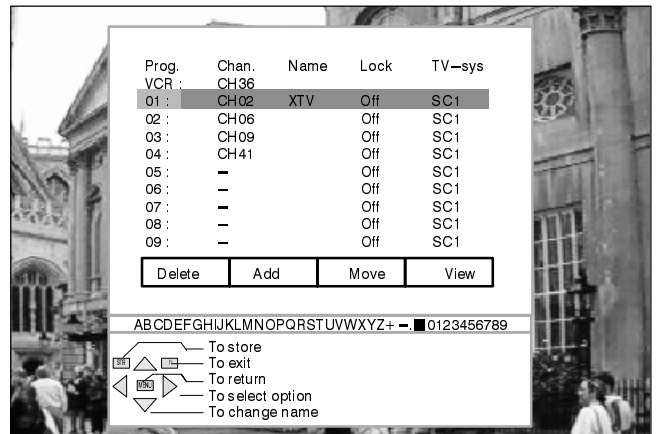 Prog. Chan. Name Lock TV–sys
VCR : CH36
01 : CH02 XTV Off SC1
02 : CH06 Off SC1
03 : CH09 Off SC1
04 : CH41 Off SC1
05 : – Off SC1
06 : – Off SC1
07 : – Off SC1
08 : – Off SC1
09 : – Off SC1
Delete Add Move View
ABCDEFGHIJKLMNOPQRSTUVWXYZ+ –. ■ 0123456789
To store
STR
To exit
To return
MENU
To select option
To change name